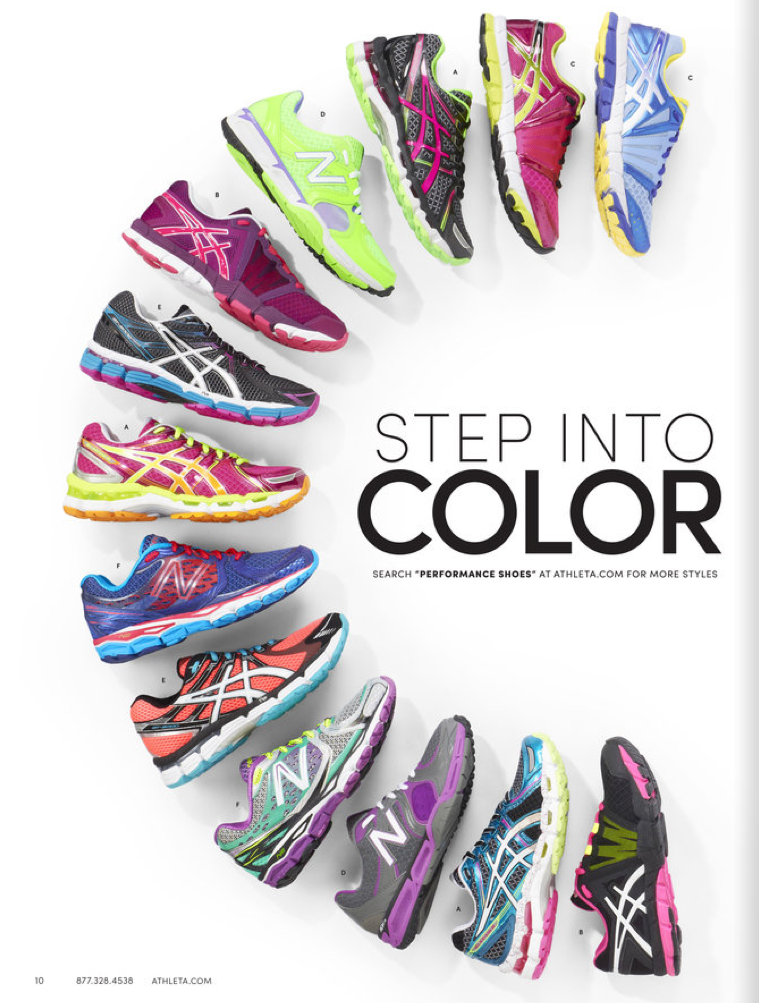 A
C
C
D
B
E
A
F
E
F
D
A
B
STEP INTO
COLOR
SEARCH "PERFORMANCE SHOES" AT ATHLETA.COM FOR MORE STYLES
N
N
N
N
10 877.328.4538 ATHLETA.COM